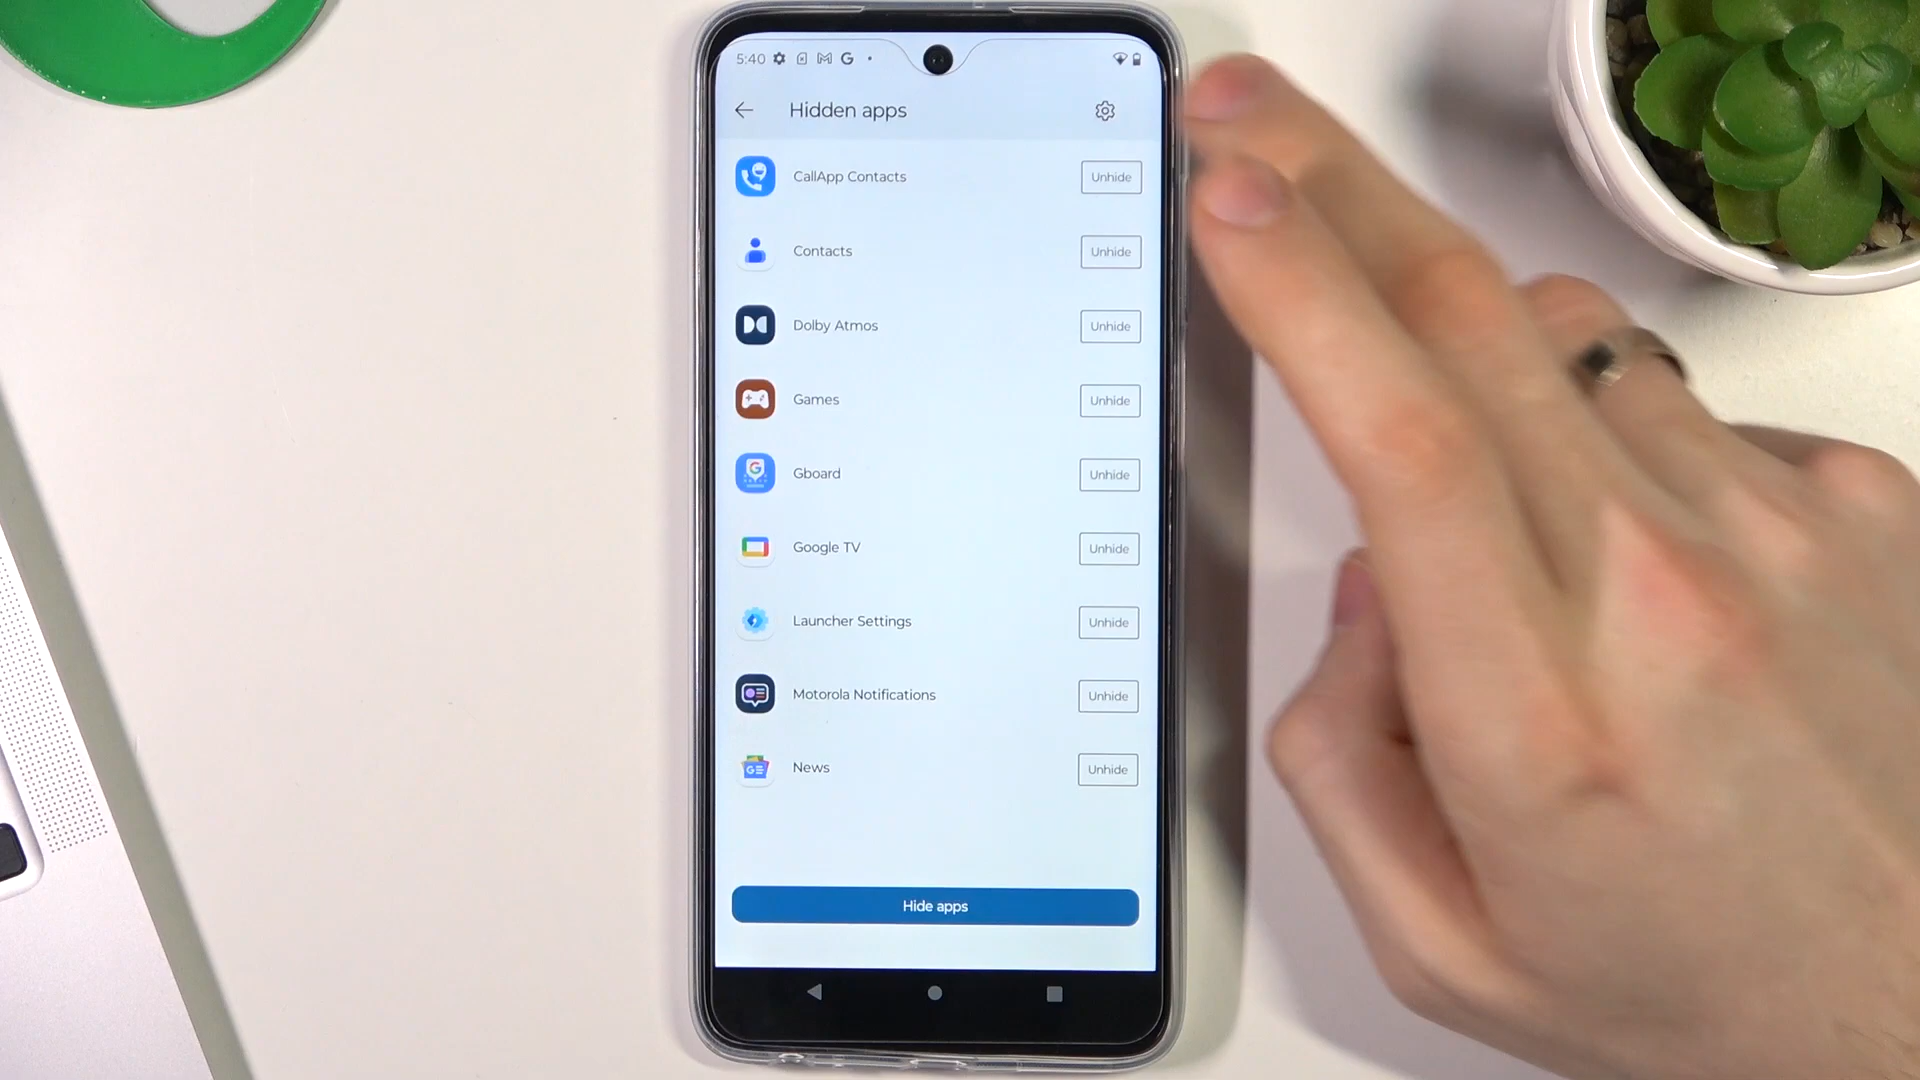 5:40
Hidden apps
CallApp Contacts Unhide
Contacts Unhide
Dolby Atmos Unhide
Games Unhide
Gboard Unhide
Google TV Unhide
Launcher Settings Unhide
Motorola Notifications Unhide
News Unhide
Hide apps